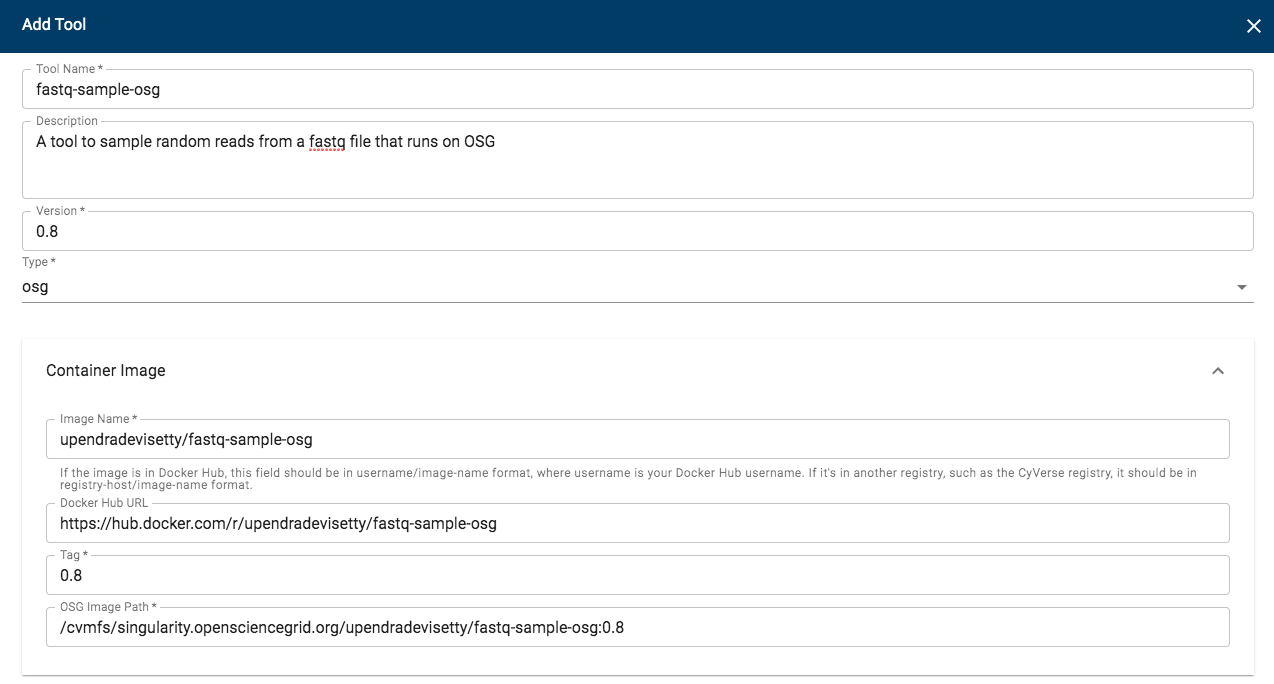 Add Tool
Tool Name *
fastq-sample-osg
Description
A tool to sample random reads from a fastq file that runs on OSG
Version *
0.8
Type *
osg
Container Image
Image Name *
upendradevisetty/fastq-sample-osg
If the image is in Docker Hub, this field should be in username/image-name format, where username is your Docker Hub username. If it's in another registry, such as the CyVerse registry, it should be in
registry-host/image-name format.
Docker Hub URL
https://hub.docker.com/r/upendradevisetty/fastq-sample-osg
Tag *
0.8
OSG Image Path *
/cvmfs/singularity.opensciencegrid.org/upendradevisetty/fastq-sample-osg:0.8